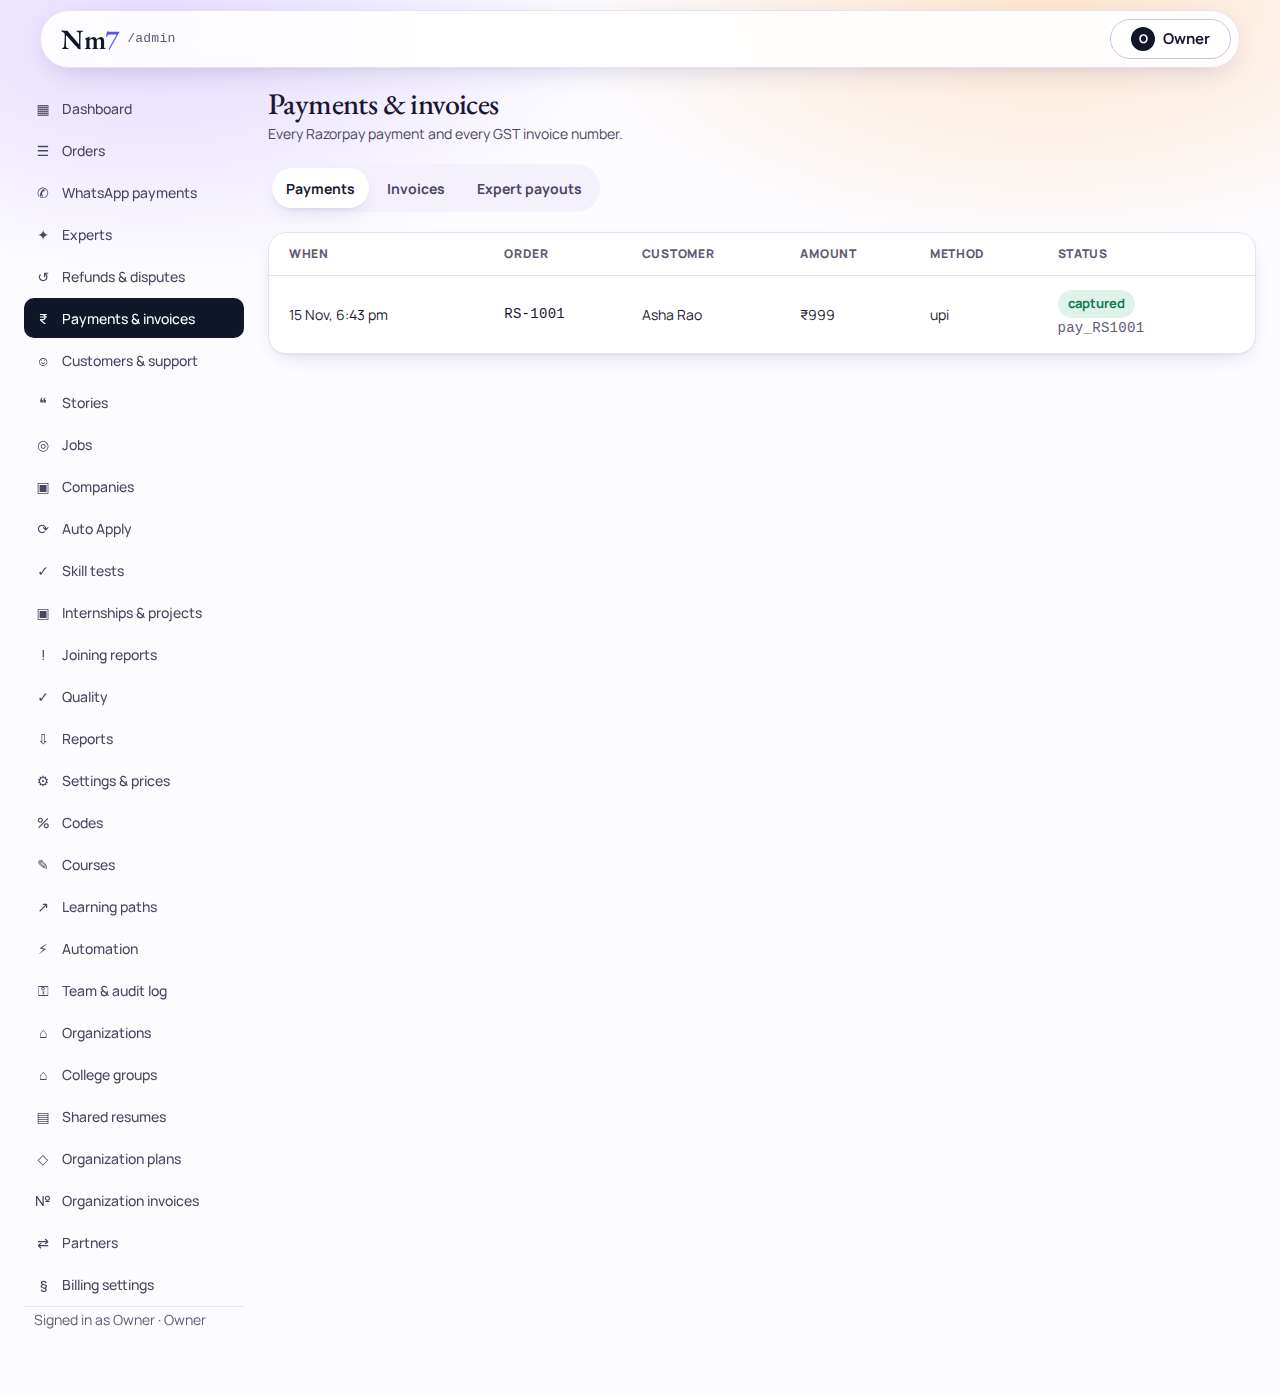 Nm7 /admin
O Owner
▦ Dashboard
☰ Orders
✆ WhatsApp payments
✦ Experts
↺ Refunds & disputes
₹ Payments & invoices
☺ Customers & support
❝ Stories
◎ Jobs
▣ Companies
⟳ Auto Apply
✓ Skill tests
▣ Internships & projects
! Joining reports
✓ Quality
⇩ Reports
⚙ Settings & prices
% Codes
✎ Courses
↗ Learning paths
⚡ Automation
⚿ Team & audit log
⌂ Organizations
⌂ College groups
▤ Shared resumes
◇ Organization plans
№ Organization invoices
⇄ Partners
§ Billing settings
Signed in as Owner · Owner
Payments & invoices
Every Razorpay payment and every GST invoice number.
Payments Invoices Expert payouts
WHEN ORDER CUSTOMER AMOUNT METHOD STATUS
15 Nov, 6:43 pm RS-1001 Asha Rao ₹999 upi captured
pay_RS1001